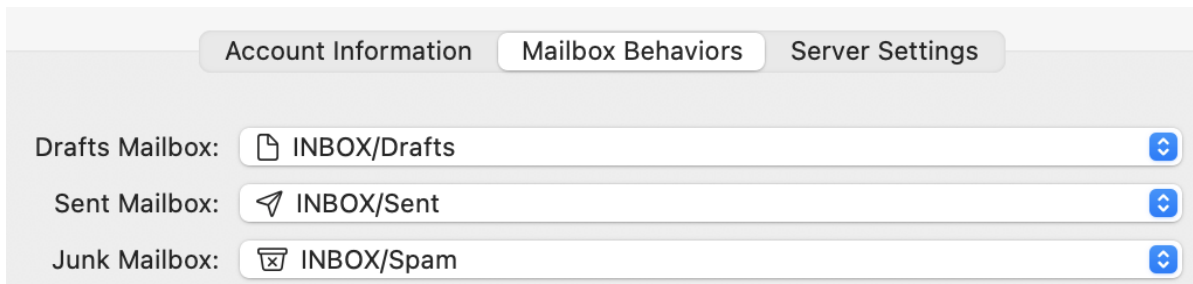 Account Information Mailbox Behaviors Server Settings
Drafts Mailbox: INBOX/Drafts
Sent Mailbox: INBOX/Sent
Junk Mailbox: INBOX/Spam